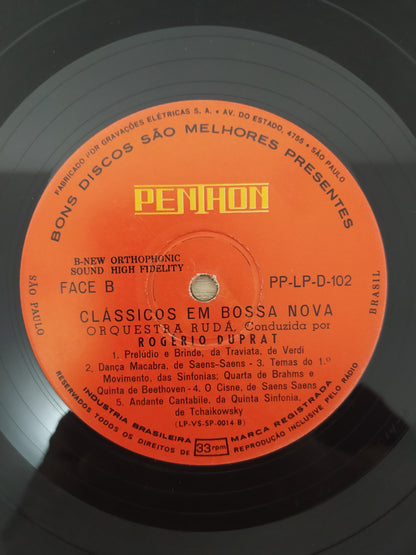 FABRICADO POR GRAVAÇÕES ELÉTRICAS S. A. • AV. DO ESTADO, 4755 • SÃO PAULO
BONS DISCOS SÃO MELHORES PRESENTES
PENTHON
B-NEW ORTHOPHONIC
SOUND HIGH FIDELITY
FACE B
PP-LP-D-102
SÃO PAULO
BRASIL
CLÁSSICOS EM BOSSA NOVA
ORQUESTRA RUDÁ, Conduzida por
ROGÉRIO DUPRAT
1. Prelúdio e Brinde, da Traviata, de Verdi
2. Dança Macabra, de Saens-Saens - 3. Temas do 1.º
Movimento, das Sinfonias; Quarta de Brahms e
Quinta de Beethoven - 4. O Cisne, de Saens Saens
5. Andante Cantabile, da Quinta Sinfonia,
de Tchaikowsky
(LP-VS-SP-0014 B)
INDUSTRIA BRASILEIRA
33 rpm
MARCA REGISTRADA
RESERVADOS TODOS OS DIREITOS DE REPRODUÇÃO INCLUSIVE PELO RÁDIO